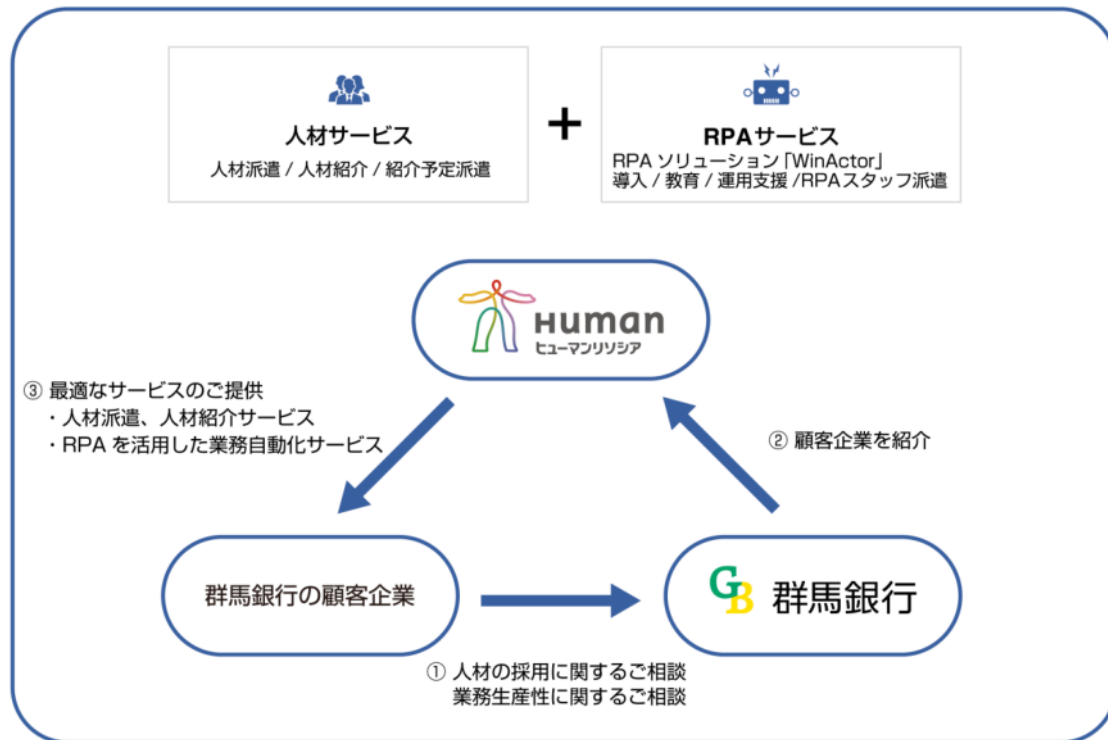 人材サービス
人材派遣 / 人材紹介 / 紹介予定派遣
+
RPAサービス
RPA ソリューション「WinActor」
導入 / 教育 / 運用支援 /RPAスタッフ派遣
Human
ヒューマンリソシア
③ 最適なサービスのご提供
・人材派遣、人材紹介サービス
・RPA を活用した業務自動化サービス
② 顧客企業を紹介
群馬銀行の顧客企業
GB 群馬銀行
① 人材の採用に関するご相談
業務生産性に関するご相談